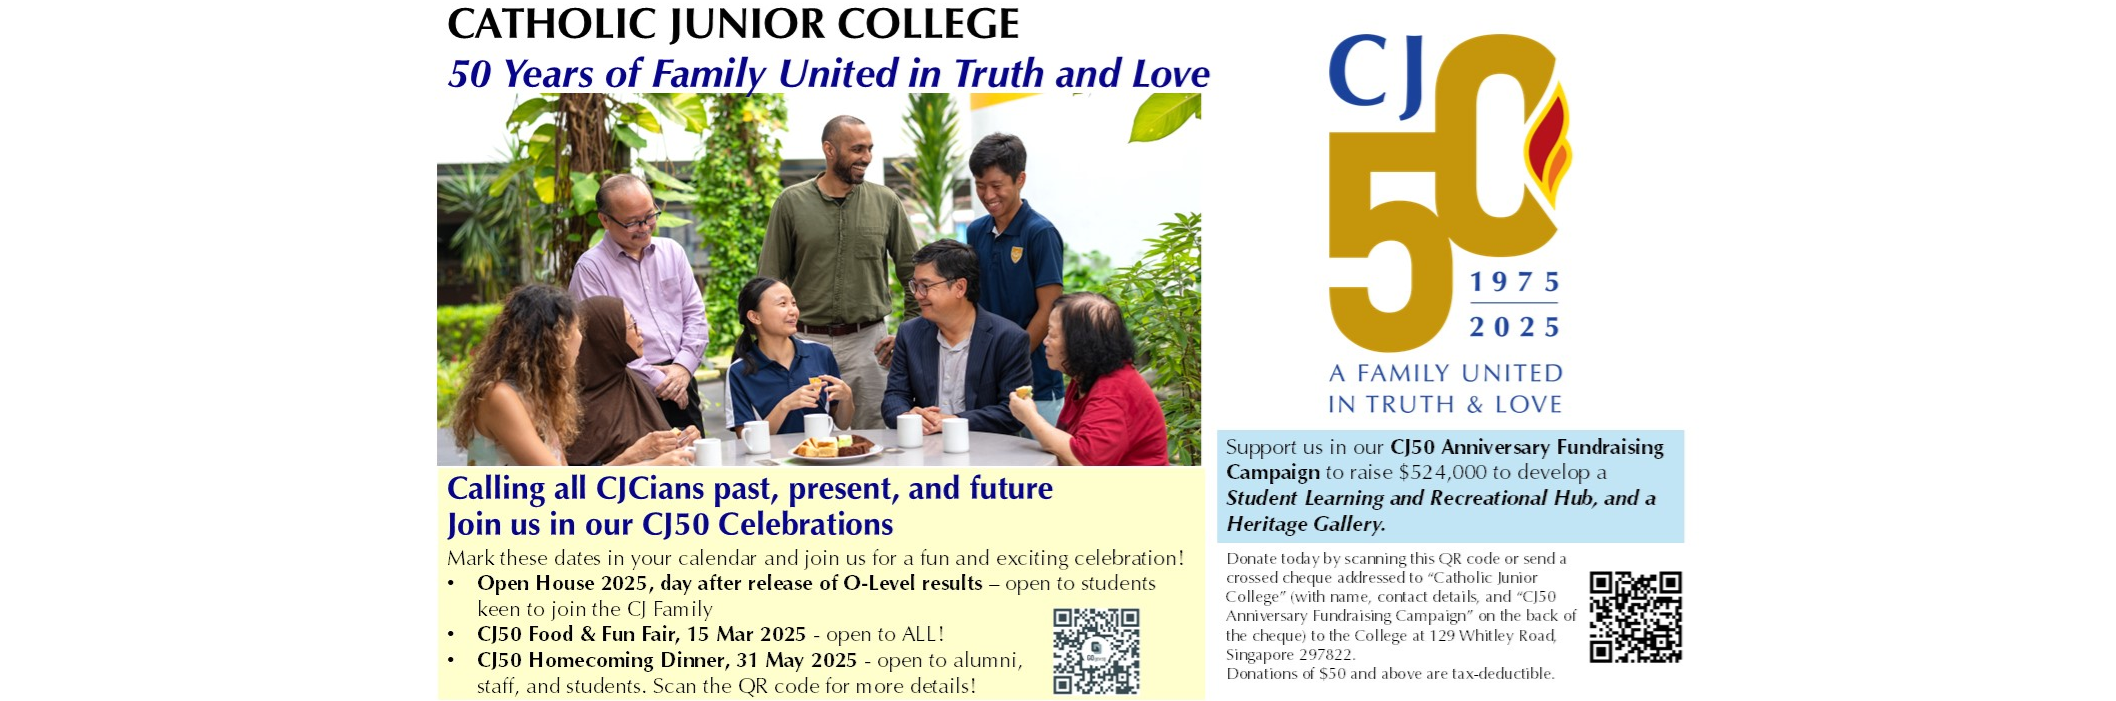 CATHOLIC JUNIOR COLLEGE
50 Years of Family United in Truth and Love
Calling all CJCians past, present, and future
Join us in our CJ50 Celebrations
Mark these dates in your calendar and join us for a fun and exciting celebration!
• Open House 2025, day after release of O-Level results – open to students
keen to join the CJ Family
• CJ50 Food & Fun Fair, 15 Mar 2025 - open to ALL!
• CJ50 Homecoming Dinner, 31 May 2025 - open to alumni,
staff, and students. Scan the QR code for more details!
CJ
50
1975
2025
A FAMILY UNITED
IN TRUTH & LOVE
Support us in our CJ50 Anniversary Fundraising
Campaign to raise $524,000 to develop a
Student Learning and Recreational Hub, and a
Heritage Gallery.
Donate today by scanning this QR code or send a
crossed cheque addressed to “Catholic Junior
College” (with name, contact details, and “CJ50
Anniversary Fundraising Campaign” on the back of
the cheque) to the College at 129 Whitley Road,
Singapore 297822.
Donations of $50 and above are tax-deductible.